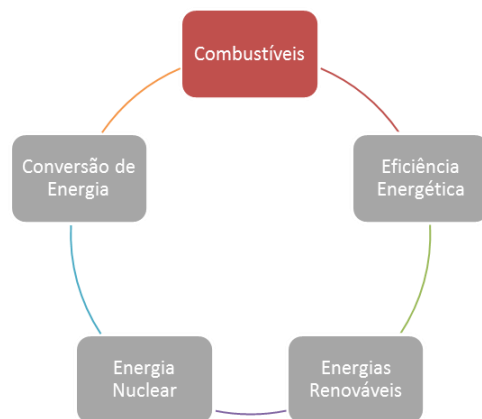 Combustíveis
Eficiência
Energética
Energias
Renováveis
Energia
Nuclear
Conversão de
Energia